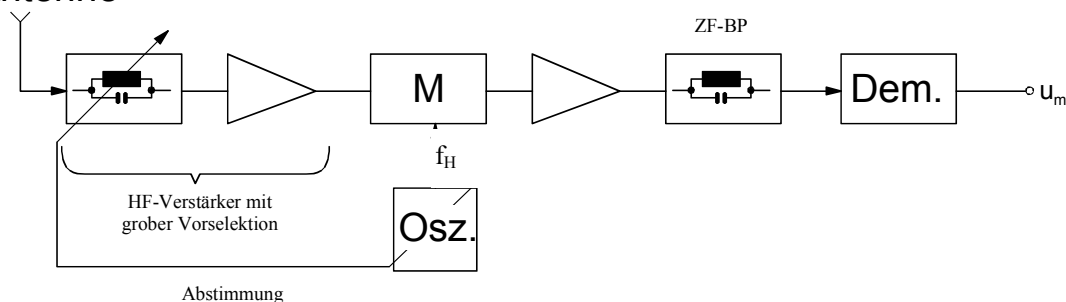 ZF-BP
M
Dem.
u_m
f_H
HF-Verstärker mit
grober Vorselektion
Osz.
Abstimmung